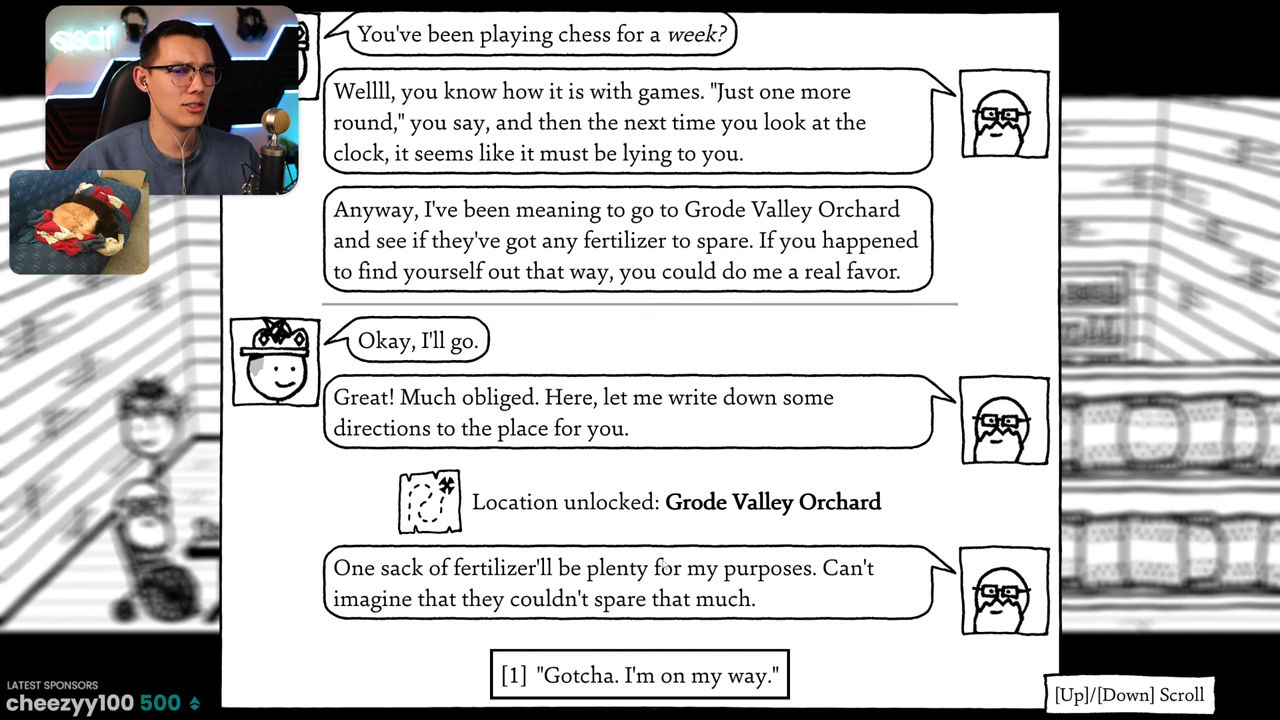 You've been playing chess for a week?
Wellll, you know how it is with games. "Just one more
round," you say, and then the next time you look at the
clock, it seems like it must be lying to you.
Anyway, I've been meaning to go to Grode Valley Orchard
and see if they've got any fertilizer to spare. If you happened
to find yourself out that way, you could do me a real favor.
Okay, I'll go.
Great! Much obliged. Here, let me write down some
directions to the place for you.
Location unlocked: Grode Valley Orchard
One sack of fertilizer'll be plenty for my purposes. Can't
imagine that they couldn't spare that much.
[1] "Gotcha. I'm on my way."
[Up]/[Down] Scroll
LATEST SPONSORS
cheezyy100 500